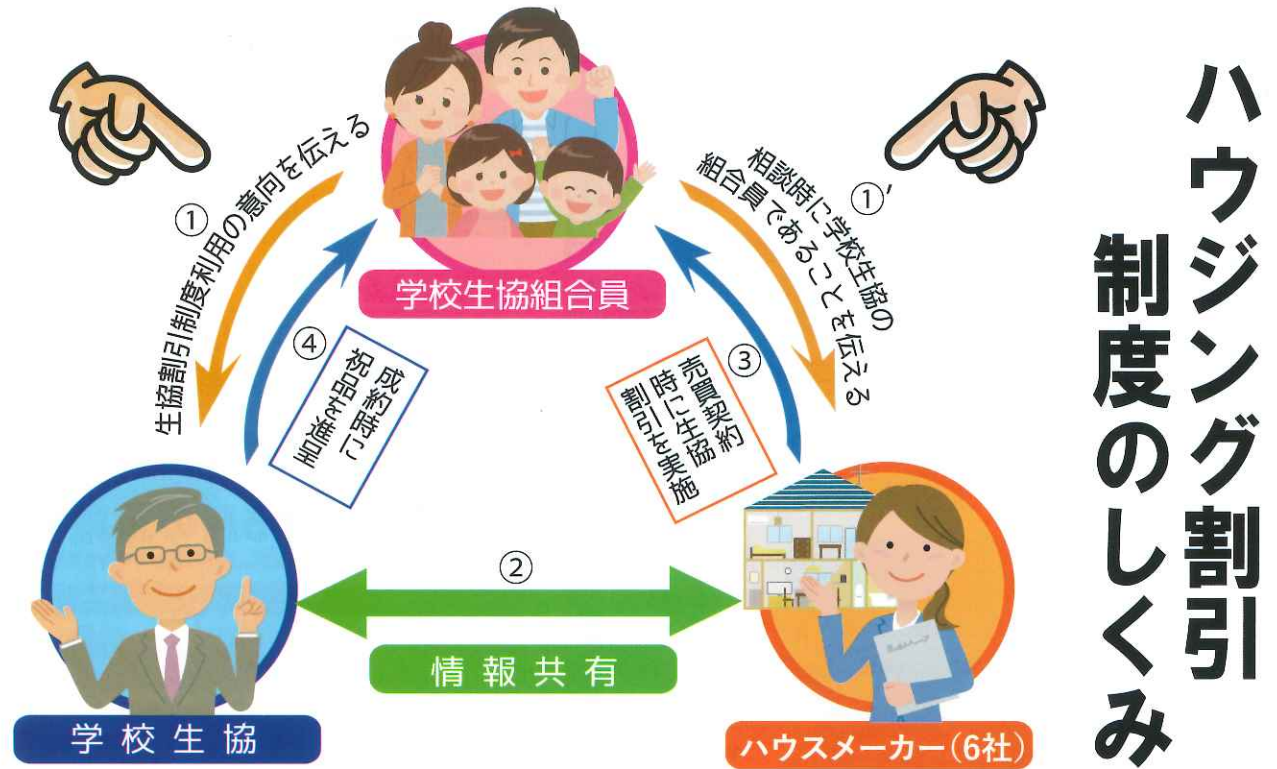 ハウジング割引
制度のしくみ
学校生協組合員
①
生協割引制度利用の意向を伝える
①'
相談時に学校生協の
組合員であることを伝える
④
成約時に
祝品を進呈
③
売買契約
時に生協
割引を実施
②
情報共有
学校生協
ハウスメーカー(6社)